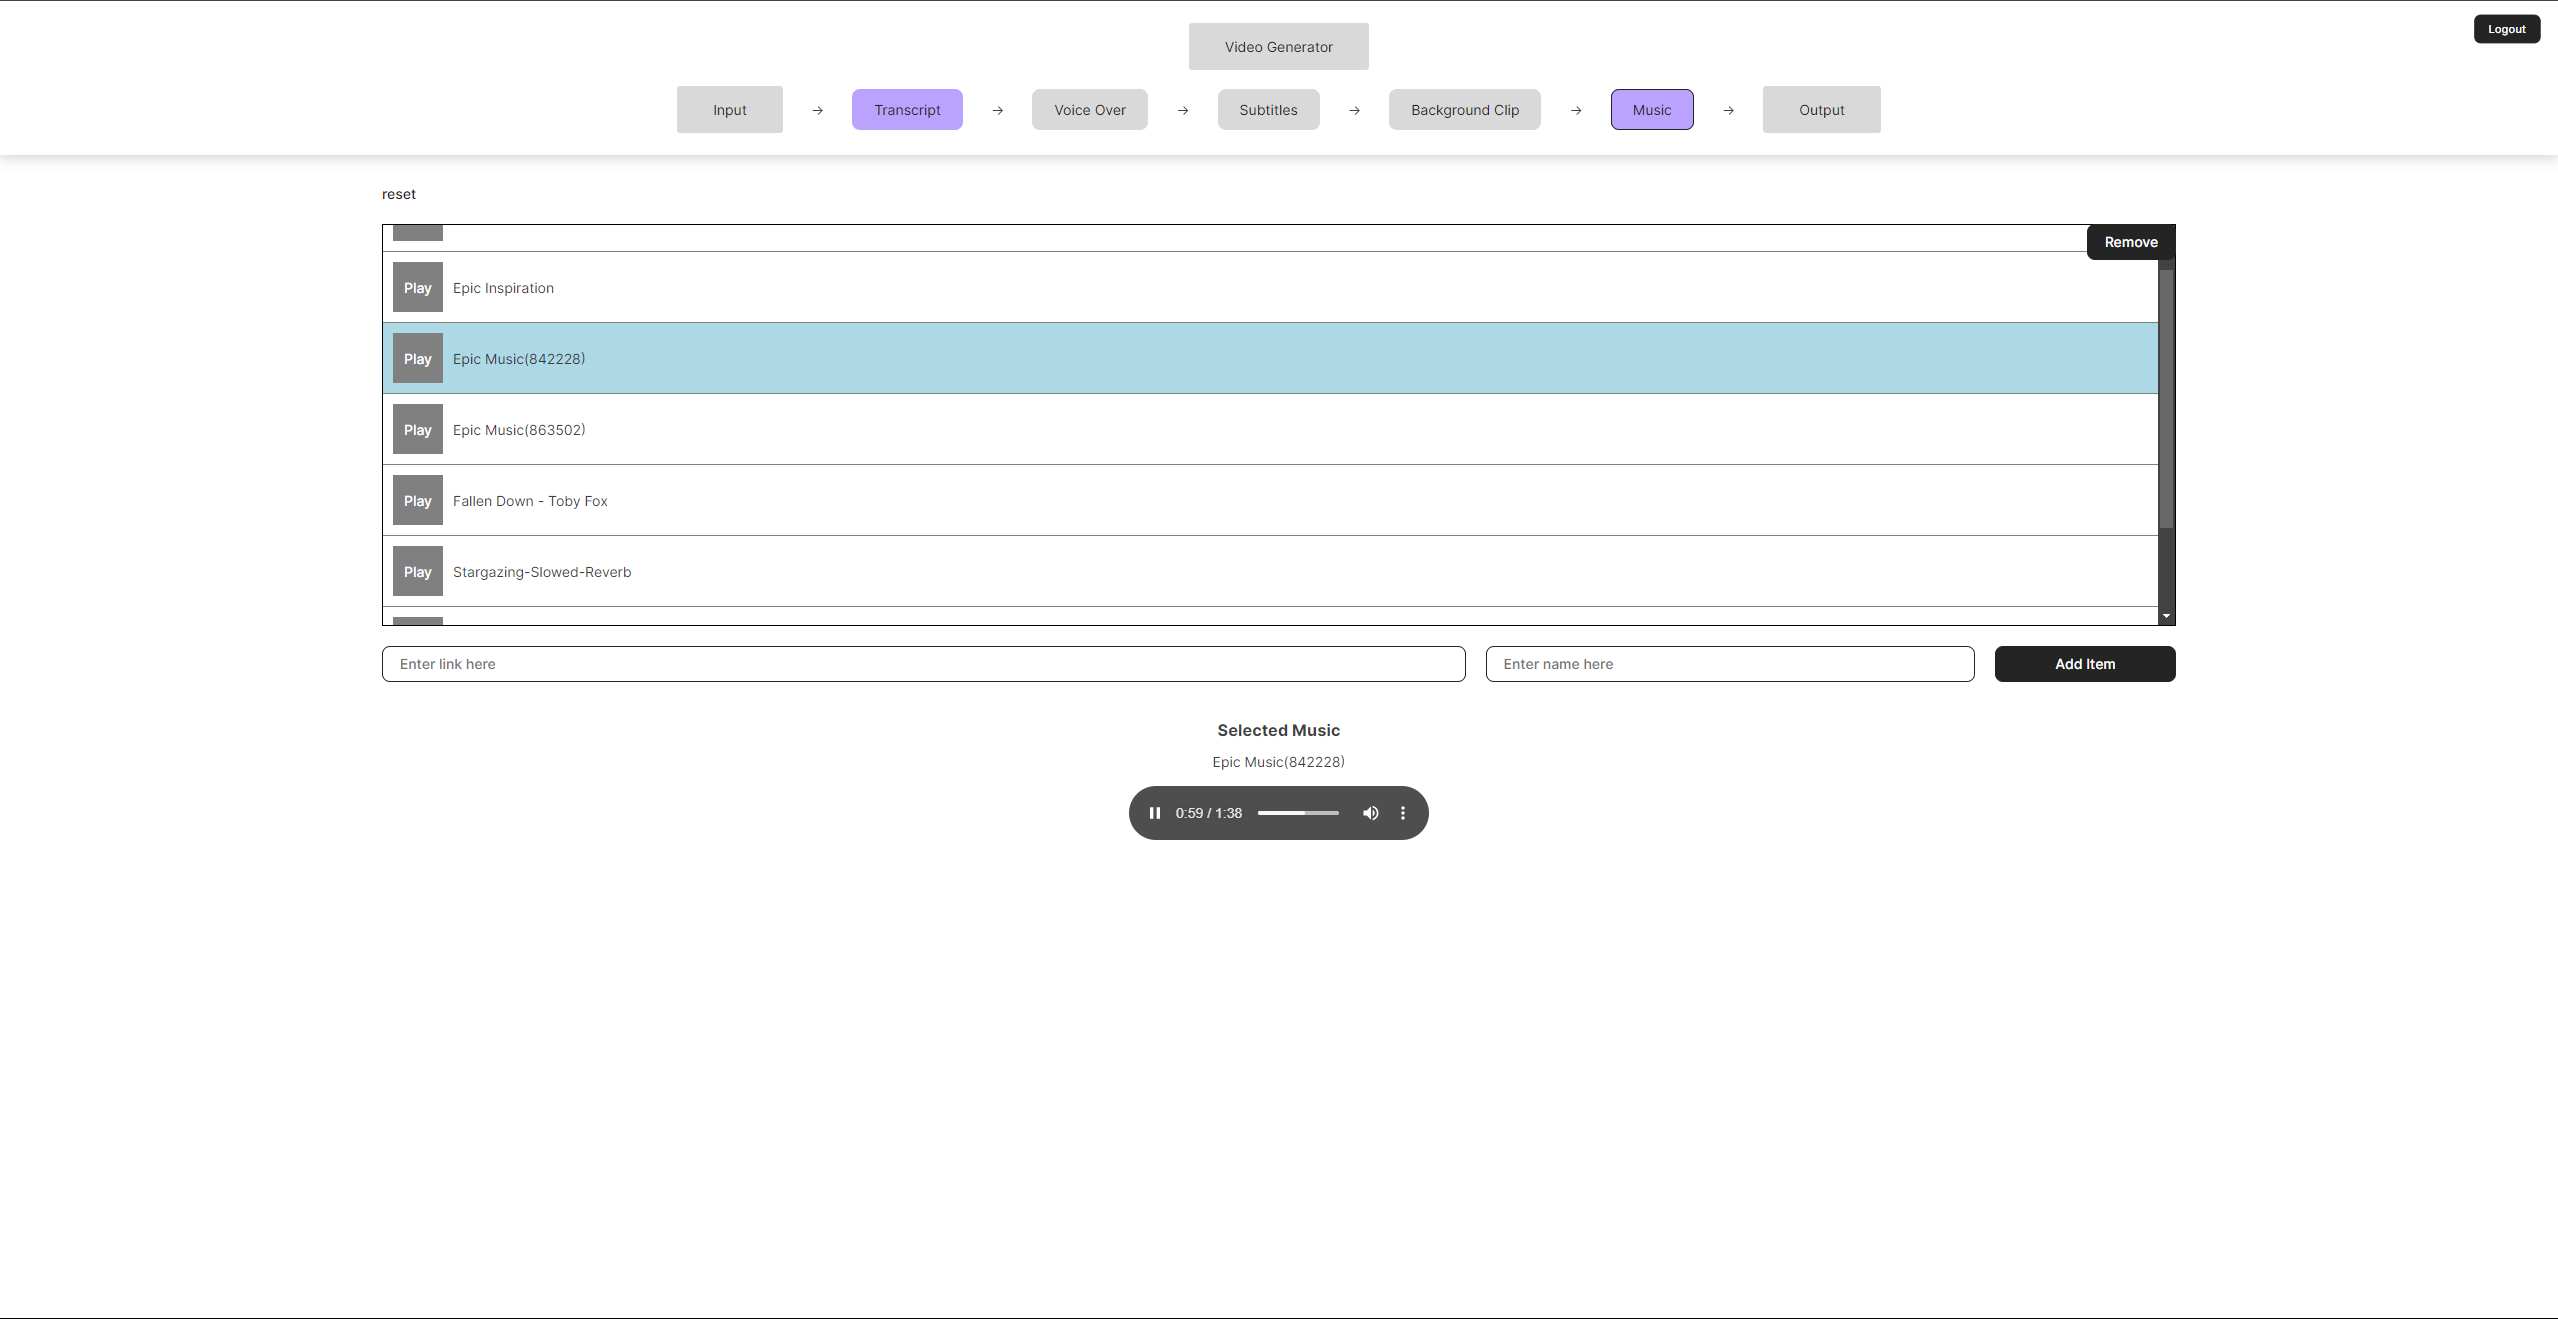 Logout
Video Generator
Input → Transcript → Voice Over → Subtitles → Background Clip → Music → Output
reset
Remove
Play Epic Inspiration
Play Epic Music(842228)
Play Epic Music(863502)
Play Fallen Down - Toby Fox
Play Stargazing-Slowed-Reverb
Enter link here Enter name here Add Item
Selected Music
Epic Music(842228)
0:59 / 1:38